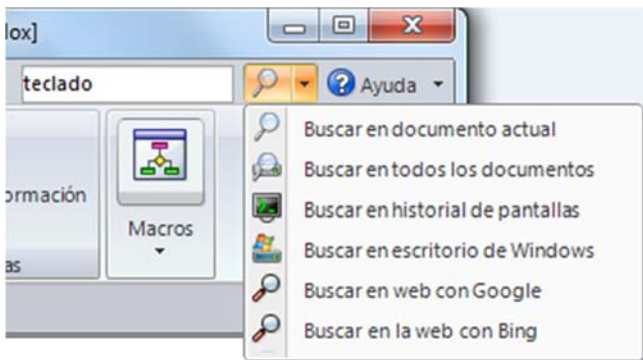 lox]
teclado
Ayuda
Buscar en documento actual
Buscar en todos los documentos
ormación
Buscar en historial de pantallas
Macros
Buscar en escritorio de Windows
as
Buscar en web con Google
Buscar en la web con Bing